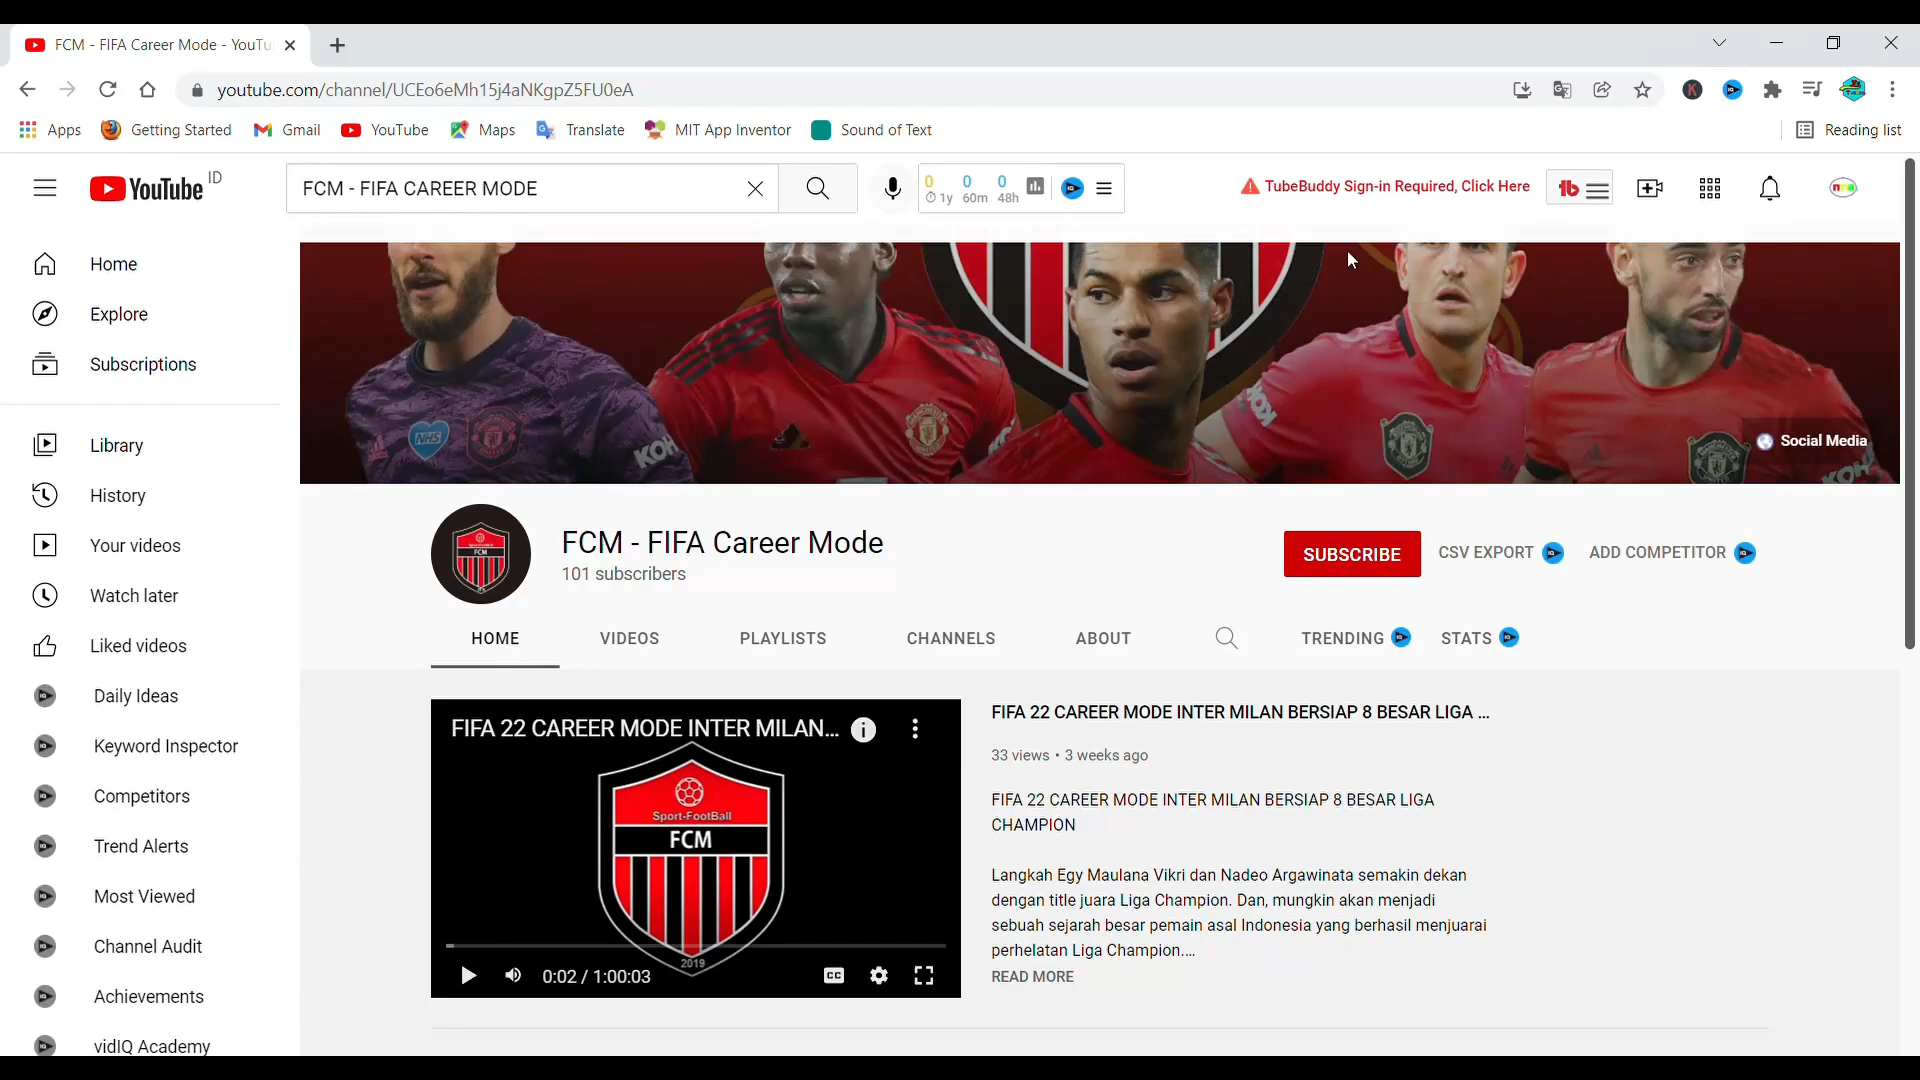 FCM - FIFA Career Mode - YouTu
youtube.com/channel/UCEo6eMh15j4aNKgpZ5FU0eA
Apps Getting Started Gmail YouTube Maps Translate MIT App Inventor Sound of Text Reading list
YouTube ID
FCM - FIFA CAREER MODE
0 0 0
1y 60m 48h
TubeBuddy Sign-in Required, Click Here
Home
Explore
Subscriptions
Library
History
Your videos
Watch later
Liked videos
Daily Ideas
Keyword Inspector
Competitors
Trend Alerts
Most Viewed
Channel Audit
Achievements
vidIQ Academy
NHS
KOH
Social Media
FCM - FIFA Career Mode
101 subscribers
SUBSCRIBE
CSV EXPORT
ADD COMPETITOR
HOME VIDEOS PLAYLISTS CHANNELS ABOUT TRENDING STATS
FIFA 22 CAREER MODE INTER MILAN...
Sport-FootBall
FCM
2019
0:02 / 1:00:03
CC
FIFA 22 CAREER MODE INTER MILAN BERSIAP 8 BESAR LIGA ...
33 views • 3 weeks ago
FIFA 22 CAREER MODE INTER MILAN BERSIAP 8 BESAR LIGA
CHAMPION
Langkah Egy Maulana Vikri dan Nadeo Argawinata semakin dekan
dengan title juara Liga Champion. Dan, mungkin akan menjadi
sebuah sejarah besar pemain asal Indonesia yang berhasil menjuarai
perhelatan Liga Champion....
READ MORE